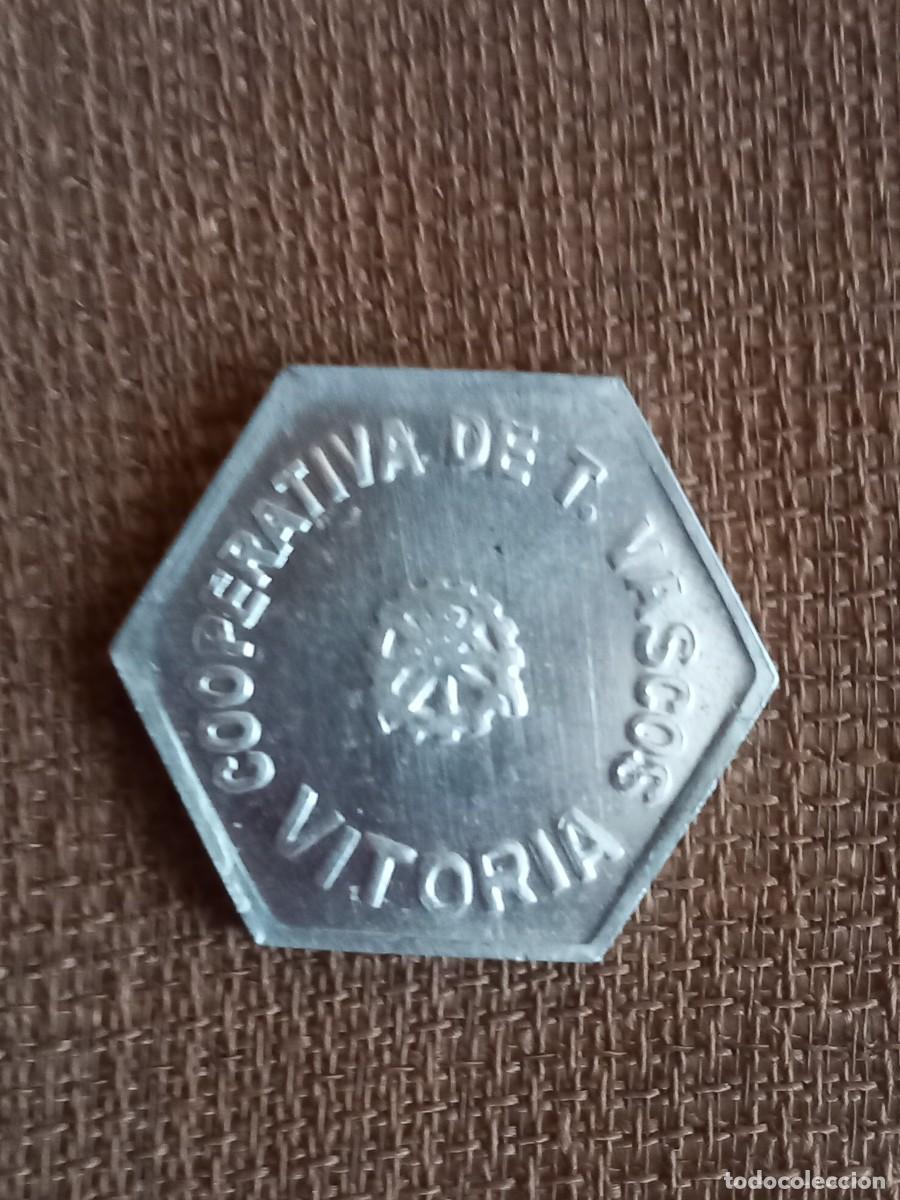 COOPERATIVA DE T. VASCOS
VITORIA
todocoleccion